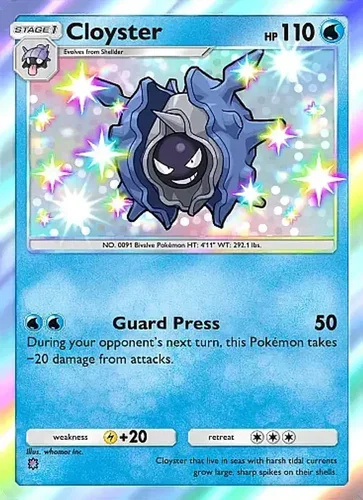 STAGE 1 Cloyster HP 110
Evolves from Shellder
NO. 0091 Bivalve Pokémon HT: 4'11" WT: 292.1 lbs.
Guard Press 50
During your opponent's next turn, this Pokémon takes
−20 damage from attacks.
weakness +20 retreat
Illus. whomor inc.
Cloyster that live in seas with harsh tidal currents
grow large, sharp spikes on their shells.